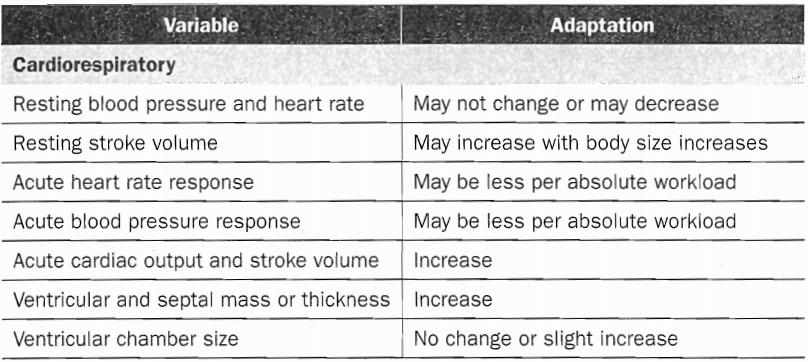 Variable Adaptation
Cardiorespiratory
Resting blood pressure and heart rate May not change or may decrease
Resting stroke volume May increase with body size increases
Acute heart rate response May be less per absolute workload
Acute blood pressure response May be less per absolute workload
Acute cardiac output and stroke volume Increase
Ventricular and septal mass or thickness Increase
Ventricular chamber size No change or slight increase